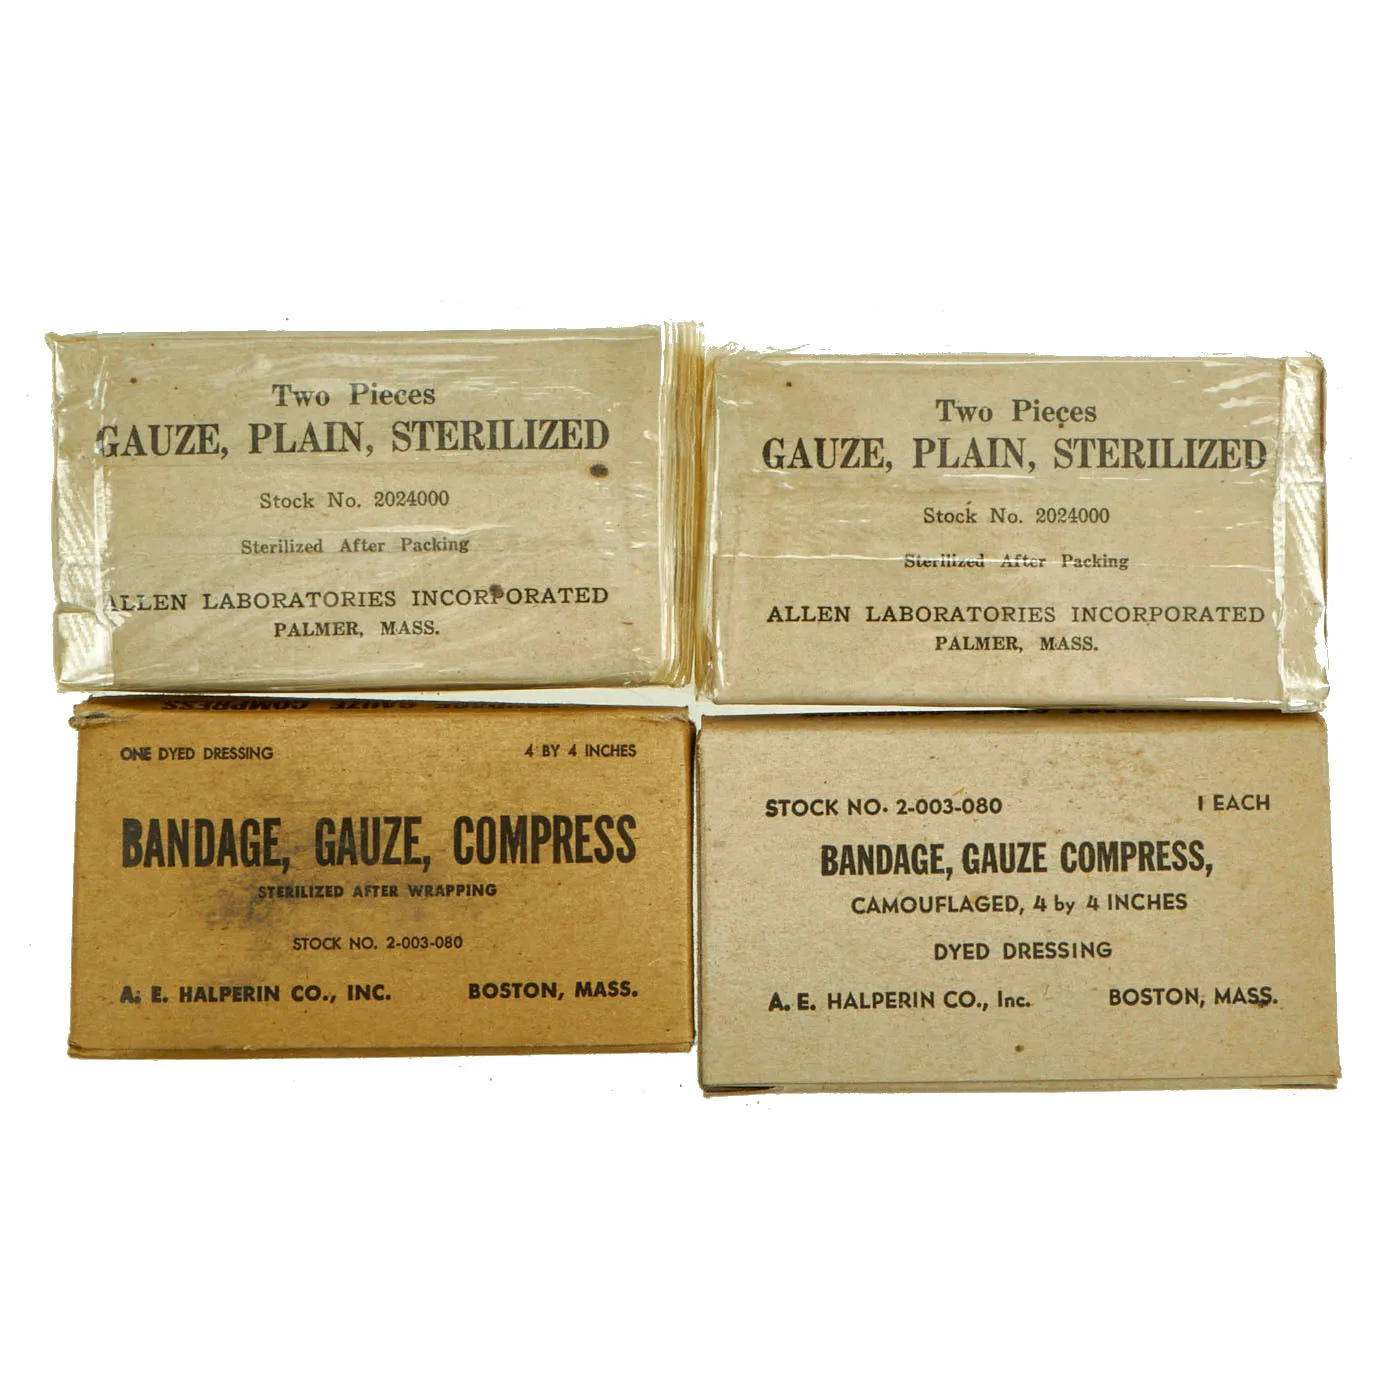 Two Pieces
GAUZE, PLAIN, STERILIZED
Stock No. 2024000
Sterilized After Packing
ALLEN LABORATORIES INCORPORATED
PALMER, MASS.
Two Pieces
GAUZE, PLAIN, STERILIZED
Stock No. 2024000
Sterilized After Packing
ALLEN LABORATORIES INCORPORATED
PALMER, MASS.
BANDAGE GAUZE COMPRESS
ONE DYED DRESSING 4 BY 4 INCHES
BANDAGE, GAUZE, COMPRESS
STERILIZED AFTER WRAPPING
STOCK NO. 2-003-080
A. E. HALPERIN CO., INC. BOSTON, MASS.
STOCK NO. 2-003-080 1 EACH
BANDAGE, GAUZE COMPRESS,
CAMOUFLAGED, 4 by 4 INCHES
DYED DRESSING
A. E. HALPERIN CO., Inc. BOSTON, MASS.